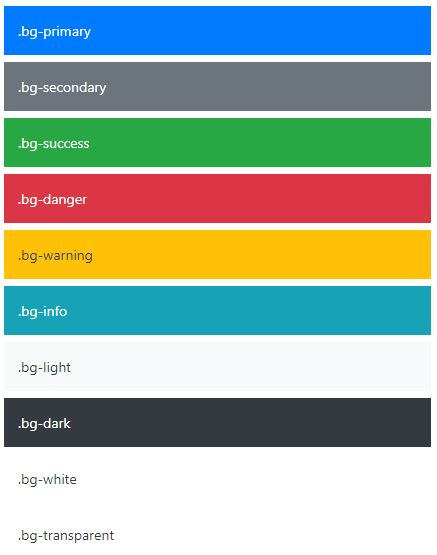 .bg-primary
.bg-secondary
.bg-success
.bg-danger
.bg-warning
.bg-info
.bg-light
.bg-dark
.bg-white
.bg-transparent